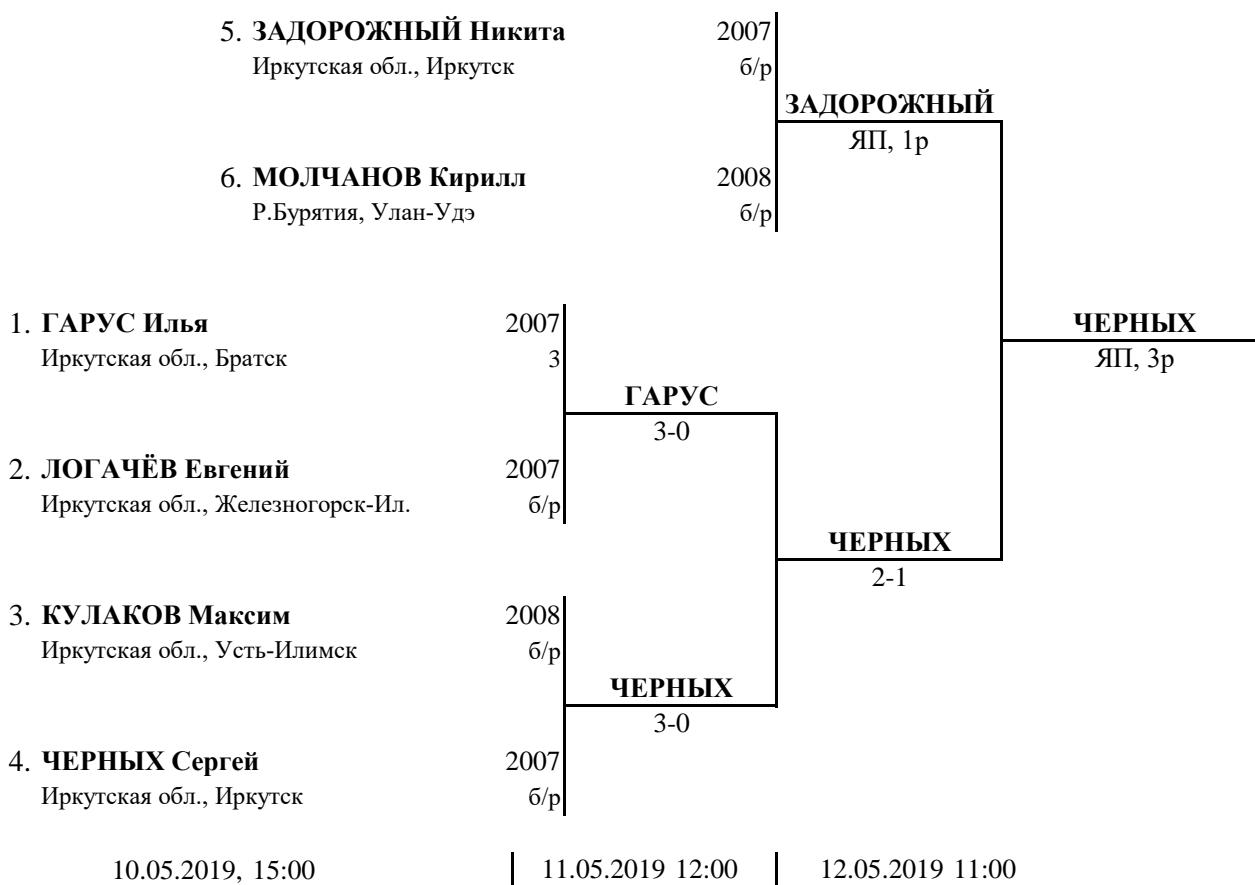 5. ЗАДОРОЖНЫЙ Никита 2007
Иркутская обл., Иркутск б/р
ЗАДОРОЖНЫЙ
ЯП, 1р
6. МОЛЧАНОВ Кирилл 2008
Р.Бурятия, Улан-Удэ б/р
1. ГАРУС Илья 2007
ЧЕРНЫХ
Иркутская обл., Братск 3
ЯП, 3р
ГАРУС
3-0
2. ЛОГАЧЁВ Евгений 2007
Иркутская обл., Железногорск-Ил. б/р
ЧЕРНЫХ
2-1
3. КУЛАКОВ Максим 2008
Иркутская обл., Усть-Илимск б/р
ЧЕРНЫХ
3-0
4. ЧЕРНЫХ Сергей 2007
Иркутская обл., Иркутск б/р
10.05.2019, 15:00 11.05.2019 12:00 12.05.2019 11:00